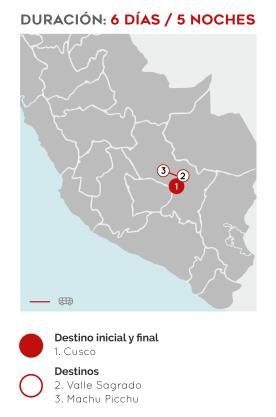 DURACIÓN: 6 DÍAS / 5 NOCHES
3
2
1
Destino inicial y final
1. Cusco
Destinos
2. Valle Sagrado
3. Machu Picchu